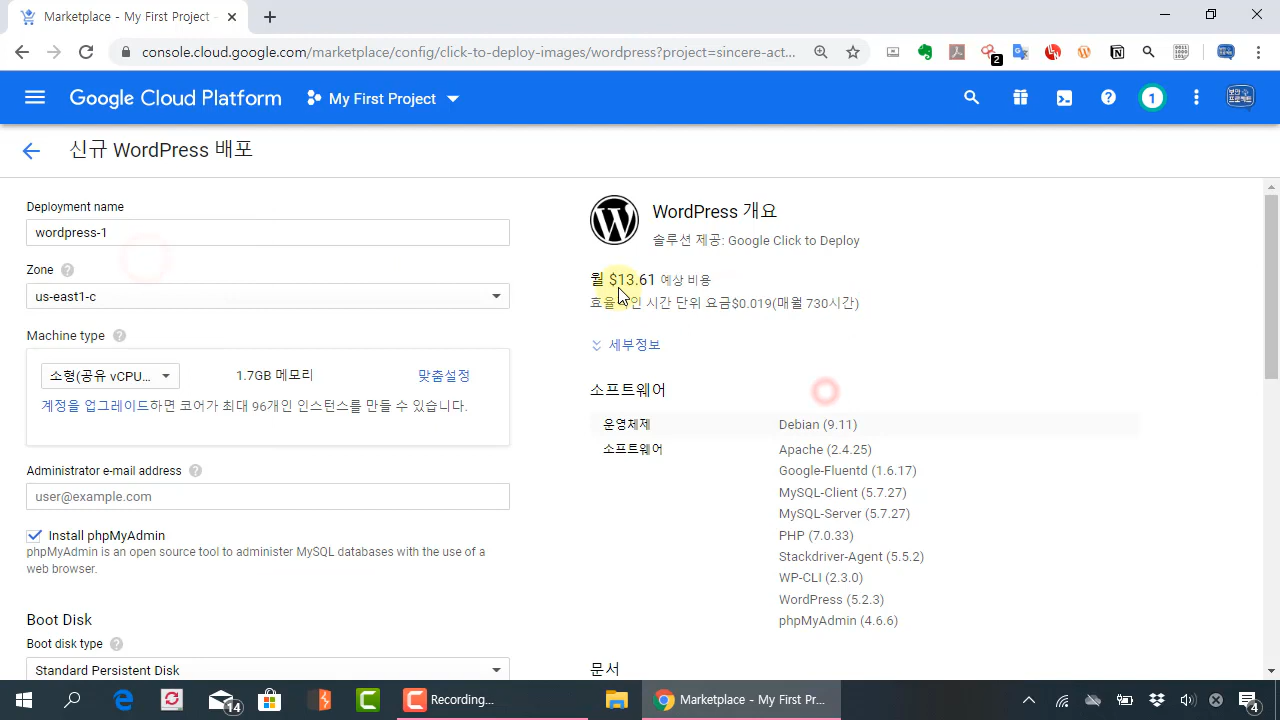 Marketplace - My First Project
console.cloud.google.com/marketplace/config/click-to-deploy-images/wordpress?project=sincere-act...
2
Google Cloud Platform
My First Project
1
신규 WordPress 배포
Deployment name
wordpress-1
Zone
us-east1-c
Machine type
소형(공유 vCPU...
1.7GB 메모리
맞춤설정
계정을 업그레이드하면 코어가 최대 96개인 인스턴스를 만들 수 있습니다.
Administrator e-mail address
user@example.com
Install phpMyAdmin
phpMyAdmin is an open source tool to administer MySQL databases with the use of a
web browser.
Boot Disk
Boot disk type
Standard Persistent Disk
WordPress 개요
솔루션 제공: Google Click to Deploy
월 $13.61 예상 비용
시간 단위 요금$0.019(매월 730시간)
세부정보
소프트웨어
운영체제
Debian (9.11)
소프트웨어
Apache (2.4.25)
Google-Fluentd (1.6.17)
MySQL-Client (5.7.27)
MySQL-Server (5.7.27)
PHP (7.0.33)
Stackdriver-Agent (5.5.2)
WP-CLI (2.3.0)
WordPress (5.2.3)
phpMyAdmin (4.6.6)
문서
14
Recording...
Marketplace - My First Pr...
4